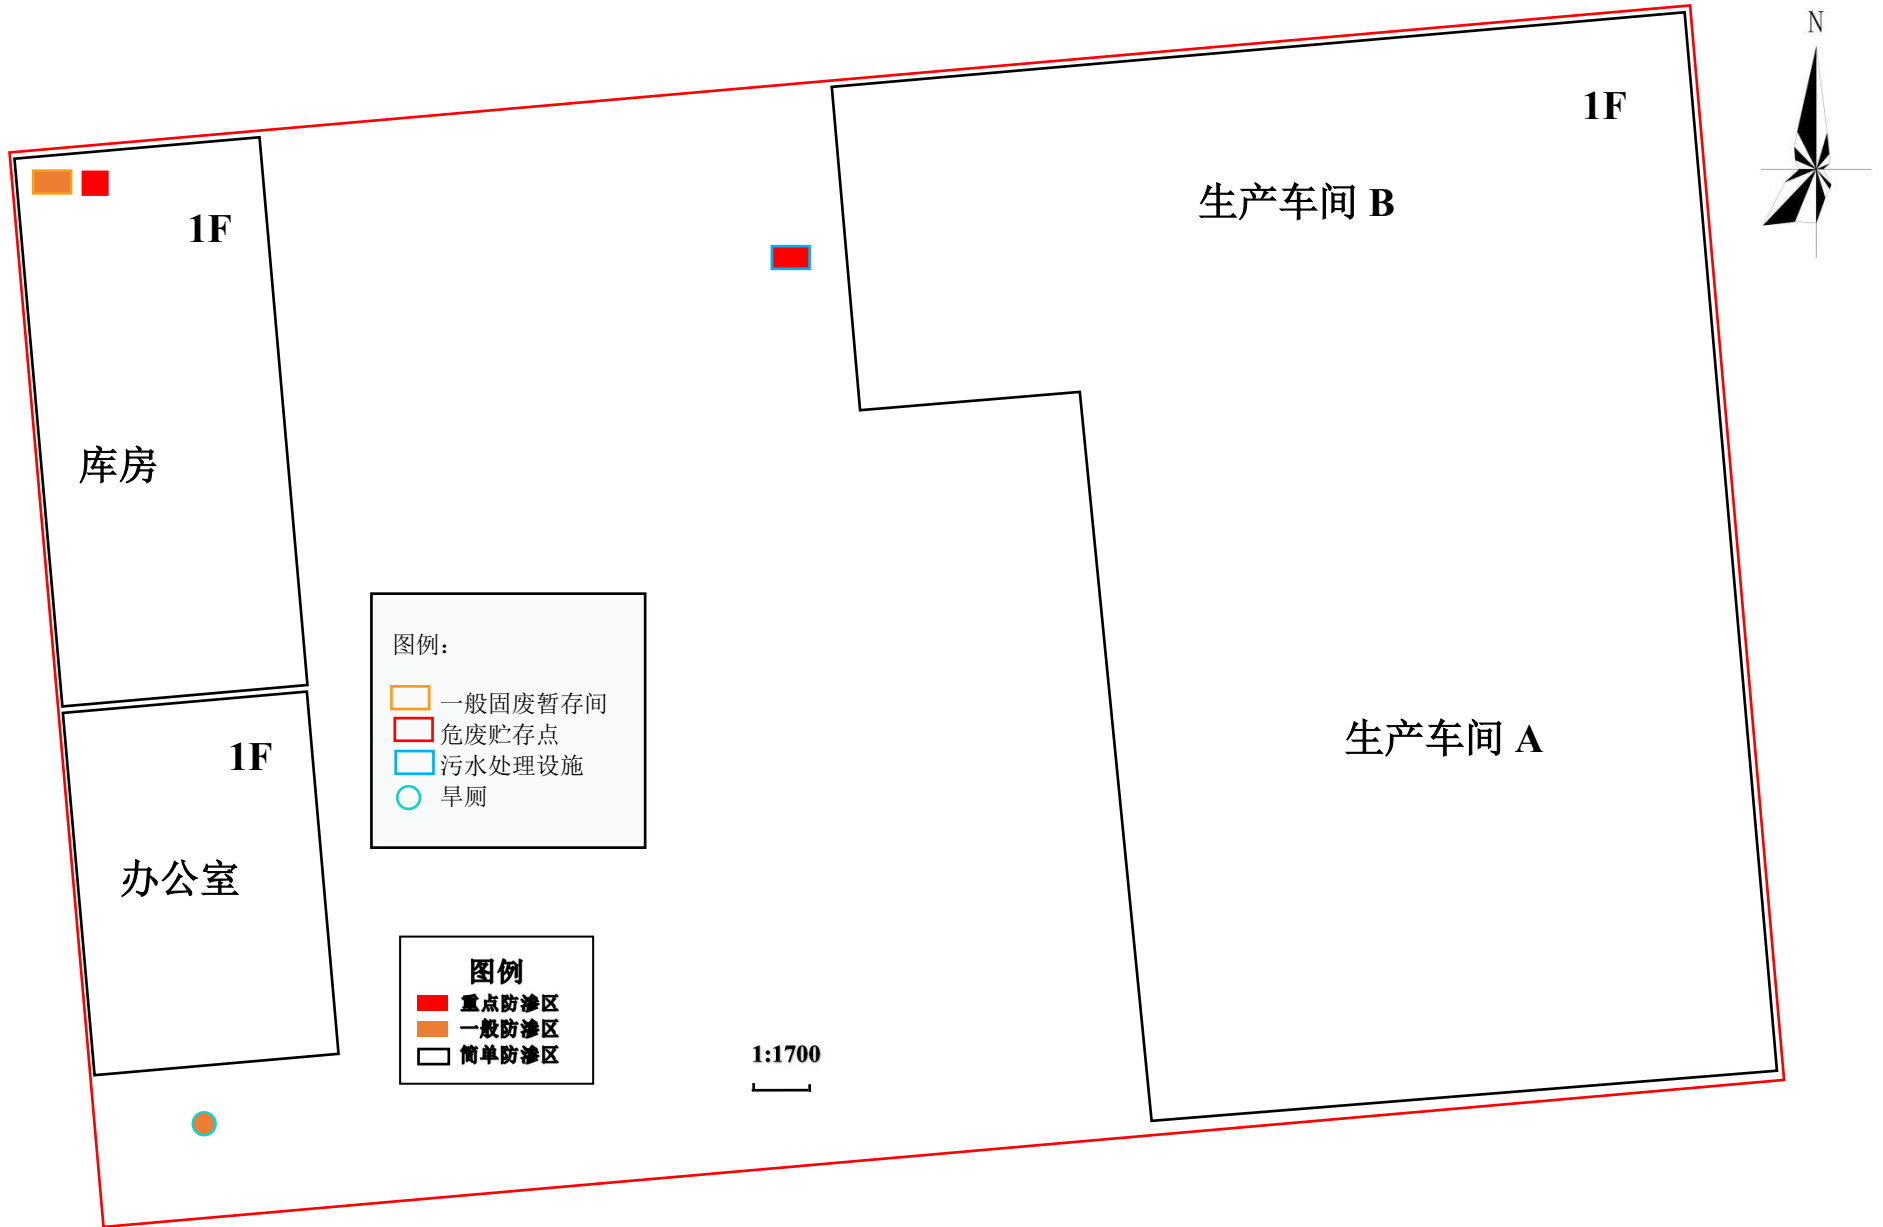 N
1F
生产车间 B
1F
库房
图例：
一般固废暂存间
危废贮存点
污水处理设施
旱厕
生产车间 A
1F
办公室
图例
重点防渗区
一般防渗区
简单防渗区
1:1700